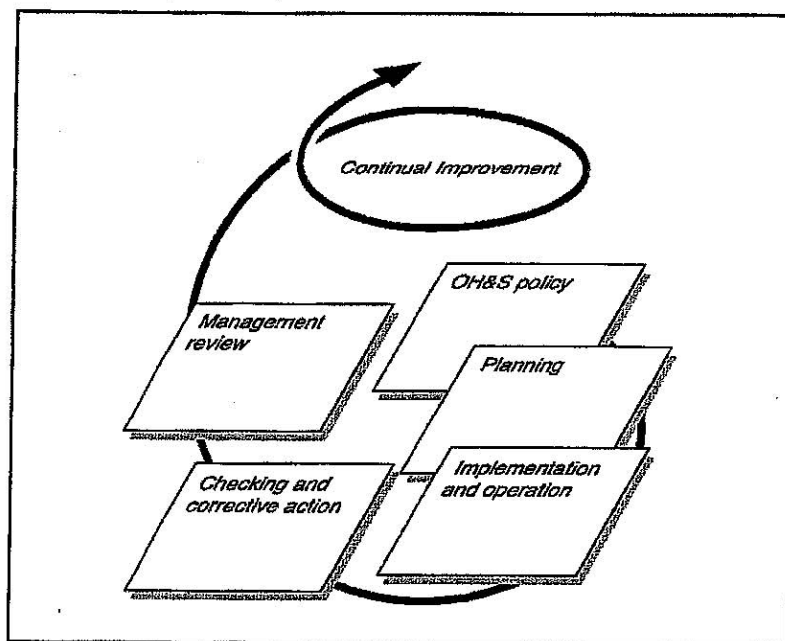 Continual Improvement
OH&S policy
Management
review
Planning
Implementation
and operation
Checking and
corrective action